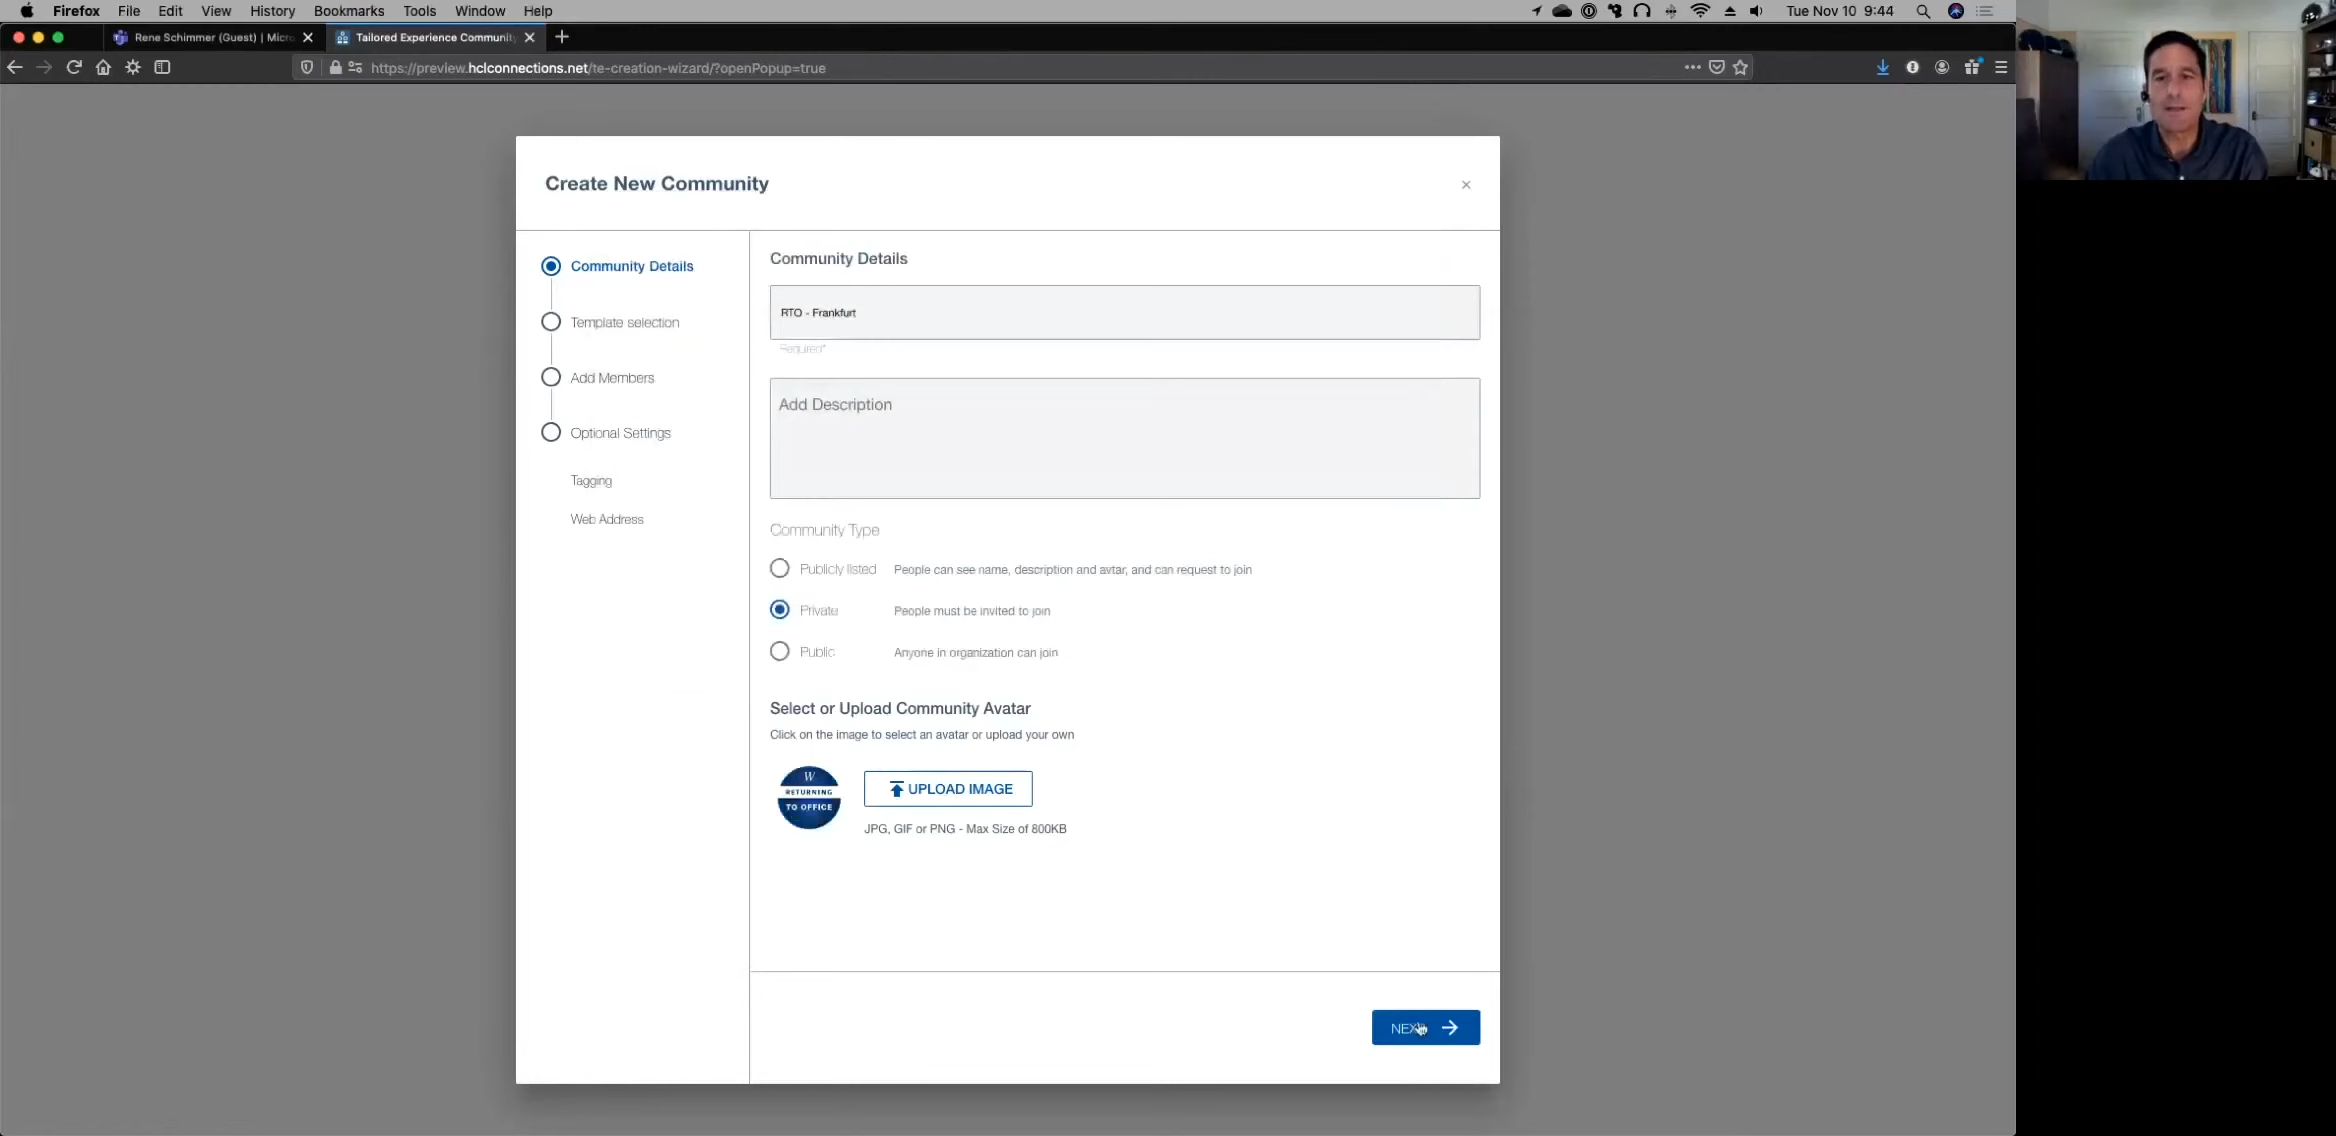 Firefox File Edit View History Bookmarks Tools Window Help Tue Nov 10 9:44
Rene Schimmer (Guest) | Micro Tailored Experience Community
https://preview.hclconnections.net/te-creation-wizard/?openPopup=true
Create New Community
Community Details
Template selection
Add Members
Optional Settings
Tagging
Web Address
Community Details
RTO - Frankfurt
Required*
Add Description
Community Type
Publicly listed People can see name, description and avtar, and can request to join
Private People must be invited to join
Public Anyone in organization can join
Select or Upload Community Avatar
Click on the image to select an avatar or upload your own
W
RETURNING
TO OFFICE
UPLOAD IMAGE
JPG, GIF or PNG - Max Size of 800KB
NEXT